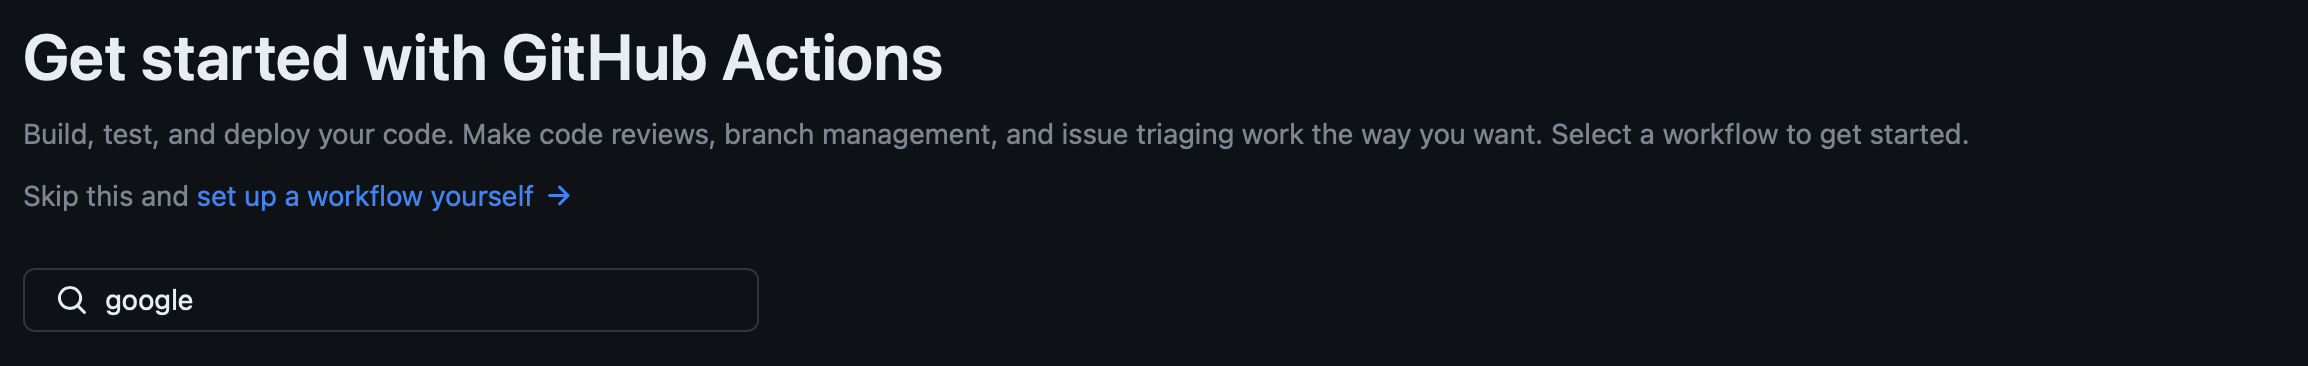 Get started with GitHub Actions
Build, test, and deploy your code. Make code reviews, branch management, and issue triaging work the way you want. Select a workflow to get started.
Skip this and set up a workflow yourself →
google